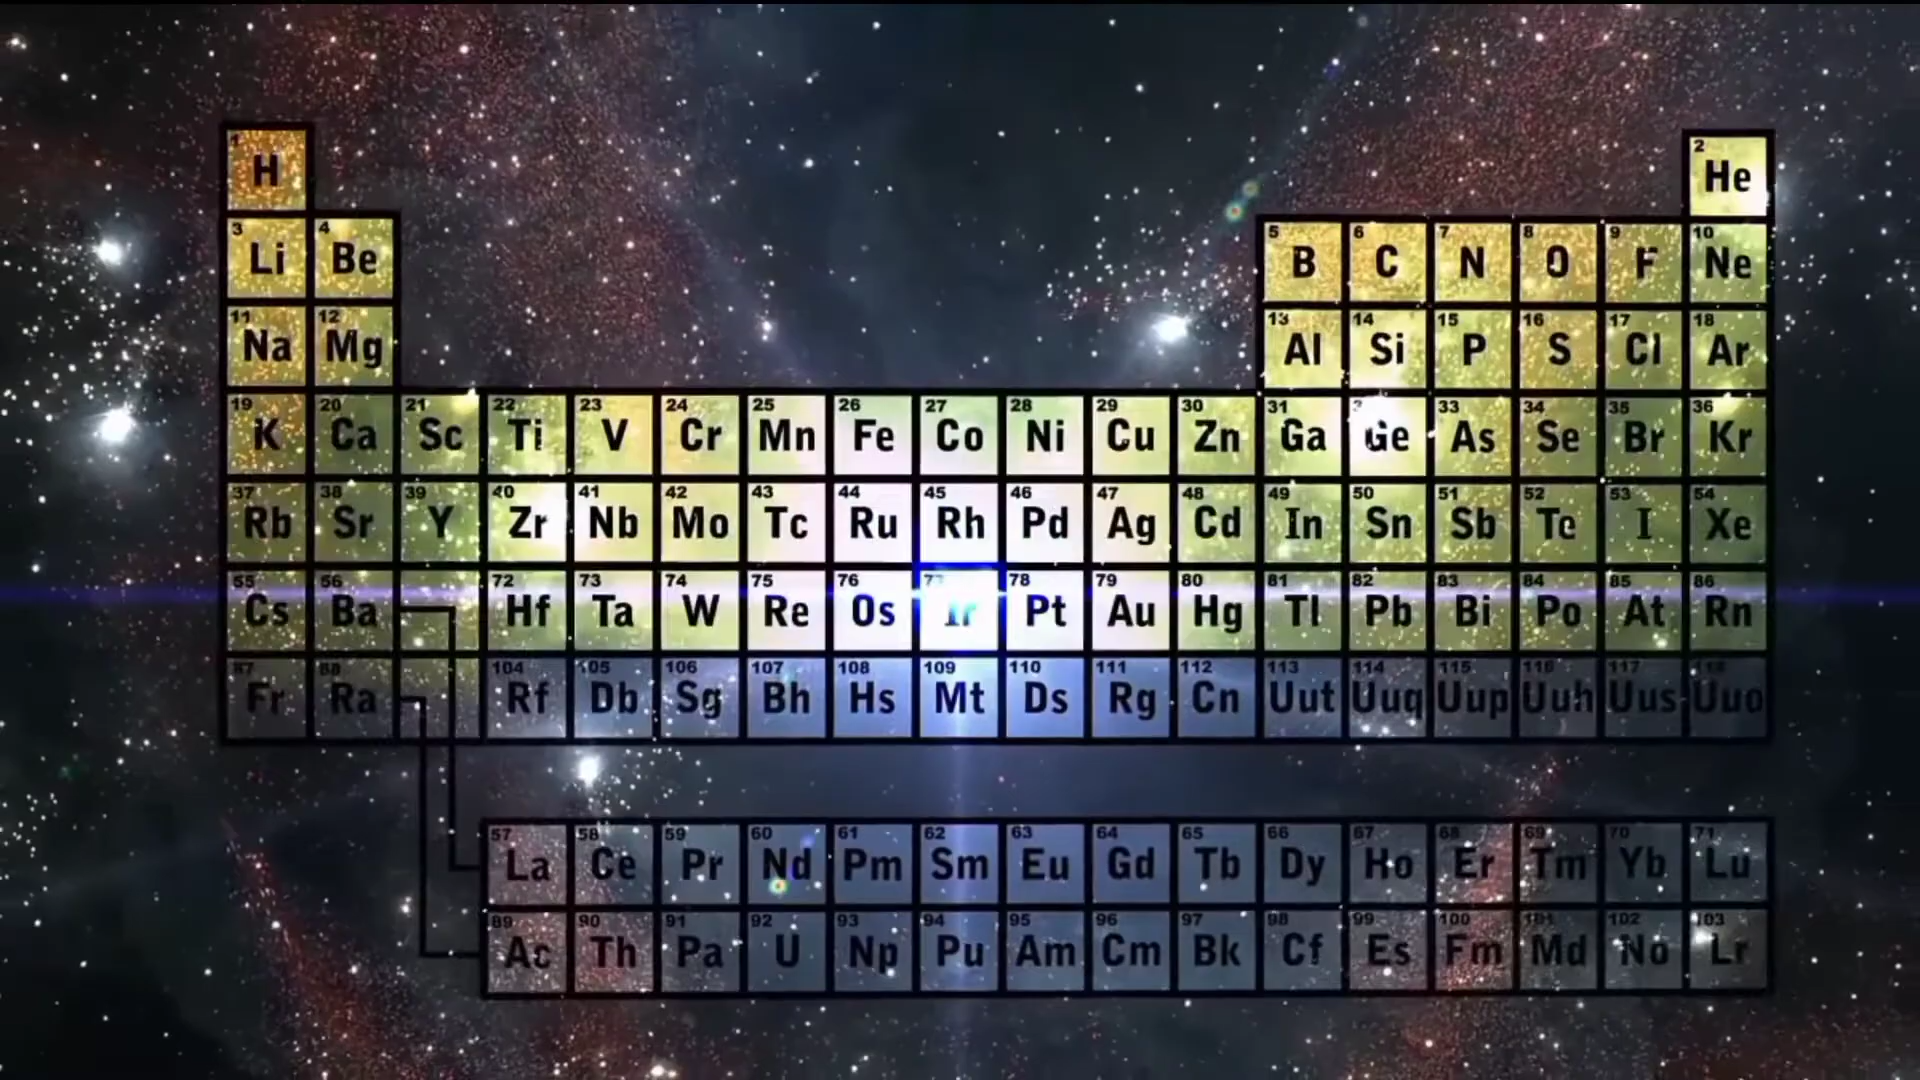 1 H 2 He
3 Li 4 Be 5 B 6 C 7 N 8 O 9 F 10 Ne
11 Na 12 Mg 13 Al 14 Si 15 P 16 S 17 Cl 18 Ar
19 K 20 Ca 21 Sc 22 Ti 23 V 24 Cr 25 Mn 26 Fe 27 Co 28 Ni 29 Cu 30 Zn 31 Ga Ge 33 As 34 Se 35 Br 36 Kr
37 Rb 38 Sr 39 Y 40 Zr 41 Nb 42 Mo 43 Tc 44 Ru 45 Rh 46 Pd 47 Ag 48 Cd 49 In 50 Sn 51 Sb 52 Te 53 I 54 Xe
55 Cs 56 Ba 72 Hf 73 Ta 74 W 75 Re 76 Os 77 Ir 78 Pt 79 Au 80 Hg 81 Tl 82 Pb 83 Bi 84 Po 85 At 86 Rn
87 Fr 88 Ra 104 Rf 105 Db 106 Sg 107 Bh 108 Hs 109 Mt 110 Ds 111 Rg 112 Cn 113 Uut 114 Uuq 115 Uup 116 Uuh 117 Uus 118 Uuo
57 La 58 Ce 59 Pr 60 Nd 61 Pm 62 Sm 63 Eu 64 Gd 65 Tb 66 Dy 67 Ho 68 Er 69 Tm 70 Yb 71 Lu
89 Ac 90 Th 91 Pa 92 U 93 Np 94 Pu 95 Am 96 Cm 97 Bk 98 Cf 99 Es 100 Fm 101 Md 102 No 103 Lr